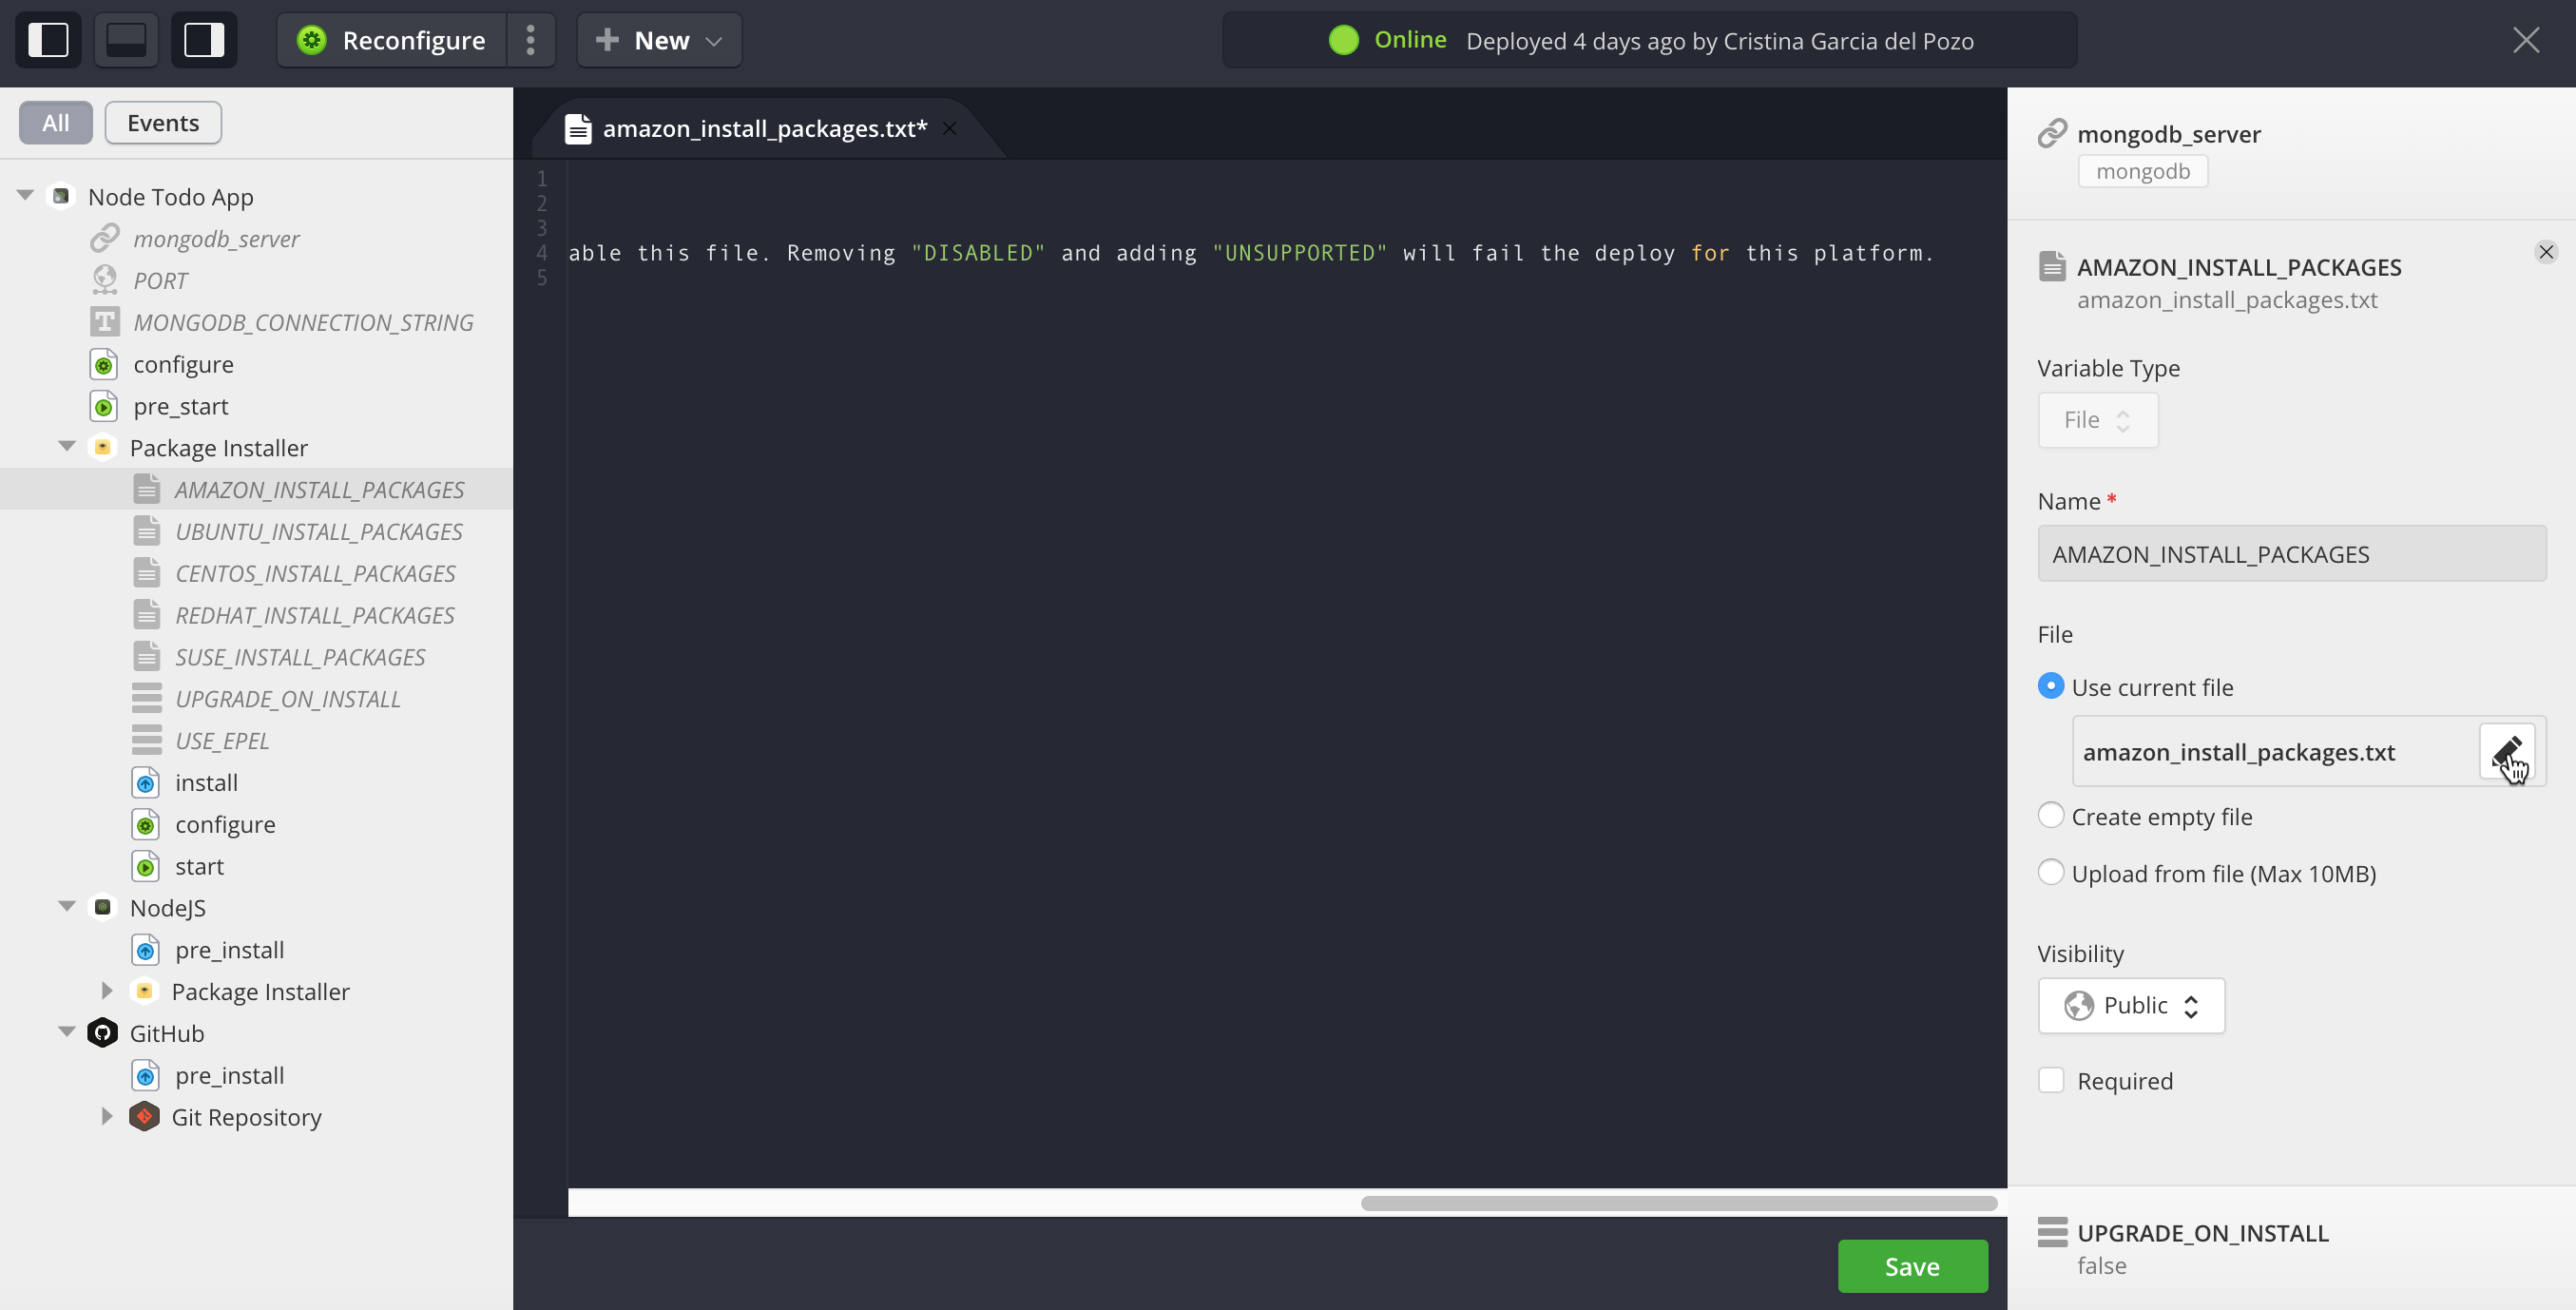 Reconfigure
New
Online Deployed 4 days ago by Cristina Garcia del Pozo
All
Events
Node Todo App
mongodb_server
PORT
MONGODB_CONNECTION_STRING
configure
pre_start
Package Installer
AMAZON_INSTALL_PACKAGES
UBUNTU_INSTALL_PACKAGES
CENTOS_INSTALL_PACKAGES
REDHAT_INSTALL_PACKAGES
SUSE_INSTALL_PACKAGES
UPGRADE_ON_INSTALL
USE_EPEL
install
configure
start
NodeJS
pre_install
Package Installer
GitHub
pre_install
Git Repository
amazon_install_packages.txt*
1
2
3
4 able this file. Removing "DISABLED" and adding "UNSUPPORTED" will fail the deploy for this platform.
5
Save
mongodb_server
mongodb
AMAZON_INSTALL_PACKAGES
amazon_install_packages.txt
Variable Type
File
Name *
AMAZON_INSTALL_PACKAGES
File
Use current file
amazon_install_packages.txt
Create empty file
Upload from file (Max 10MB)
Visibility
Public
Required
UPGRADE_ON_INSTALL
false